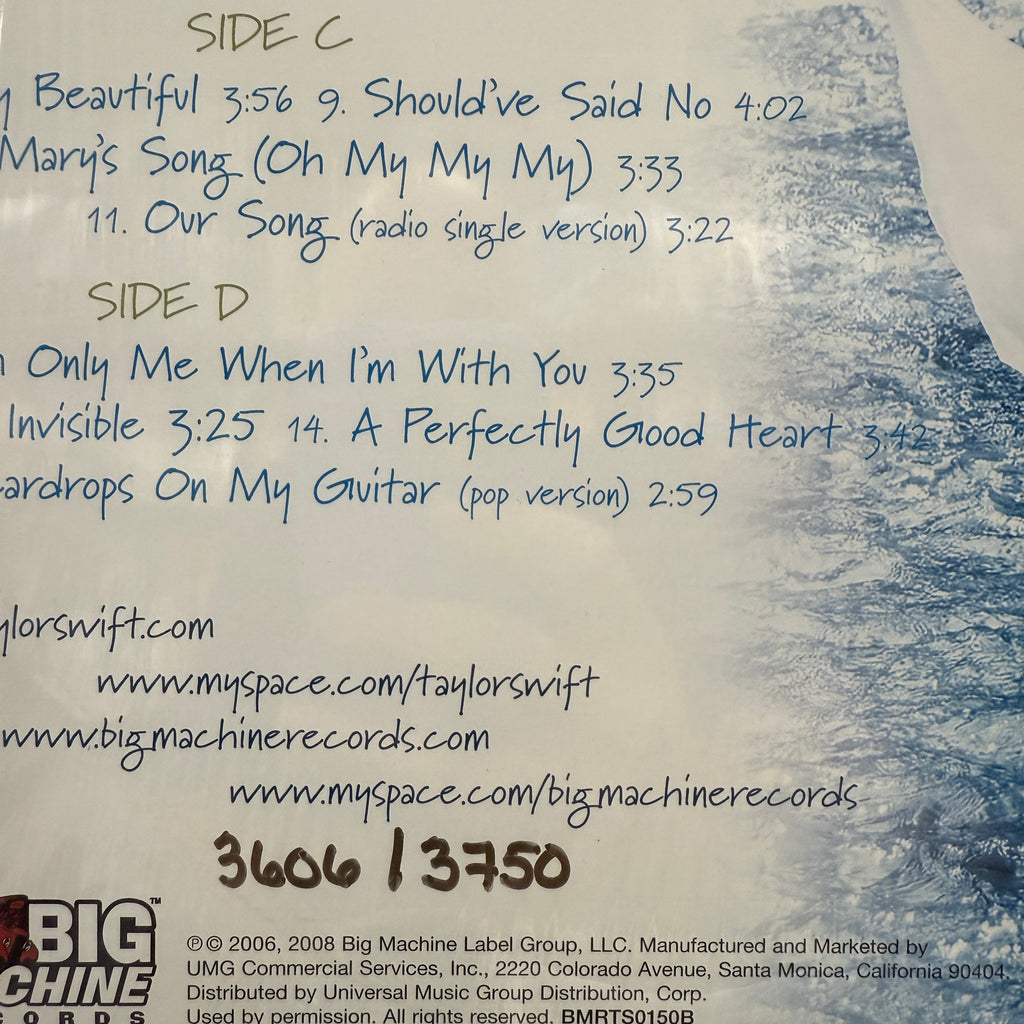 SIDE C
Beautiful 3:56 9. Should've Said No 4:02
Mary's Song (Oh My My My) 3:33
11. Our Song (radio single version) 3:22
SIDE D
Only Me When I'm With You 3:35
Invisible 3:25 14. A Perfectly Good Heart 3:42
ardrops On My Guitar (pop version) 2:59
ylorswift.com
www.myspace.com/taylorswift
www.bigmachinerecords.com
www.myspace.com/bigmachinerecords
3606 / 3750
BIG™
CHINE
CORDS
℗© 2006, 2008 Big Machine Label Group, LLC. Manufactured and Marketed by
UMG Commercial Services, Inc., 2220 Colorado Avenue, Santa Monica, California 90404.
Distributed by Universal Music Group Distribution, Corp.
Used by permission. All rights reserved. BMRTS0150B